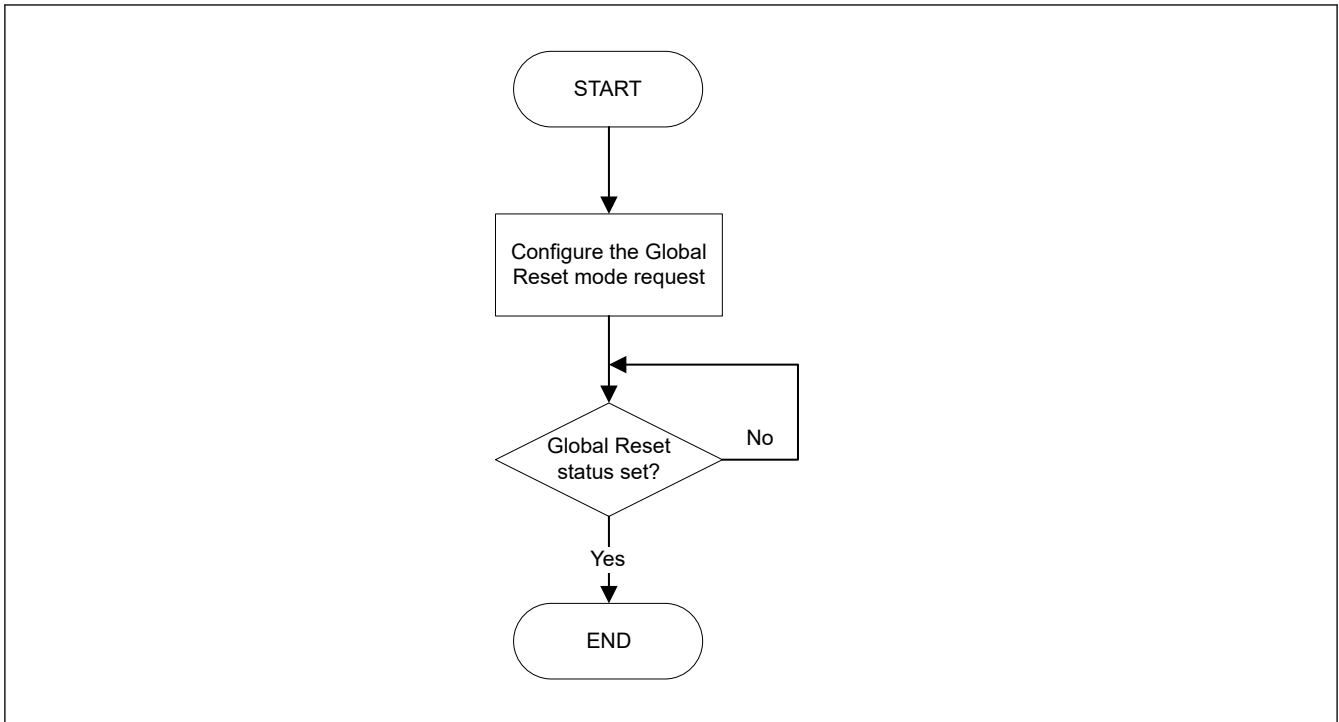 START
Configure the Global
Reset mode request
Global Reset
status set?
No
Yes
END